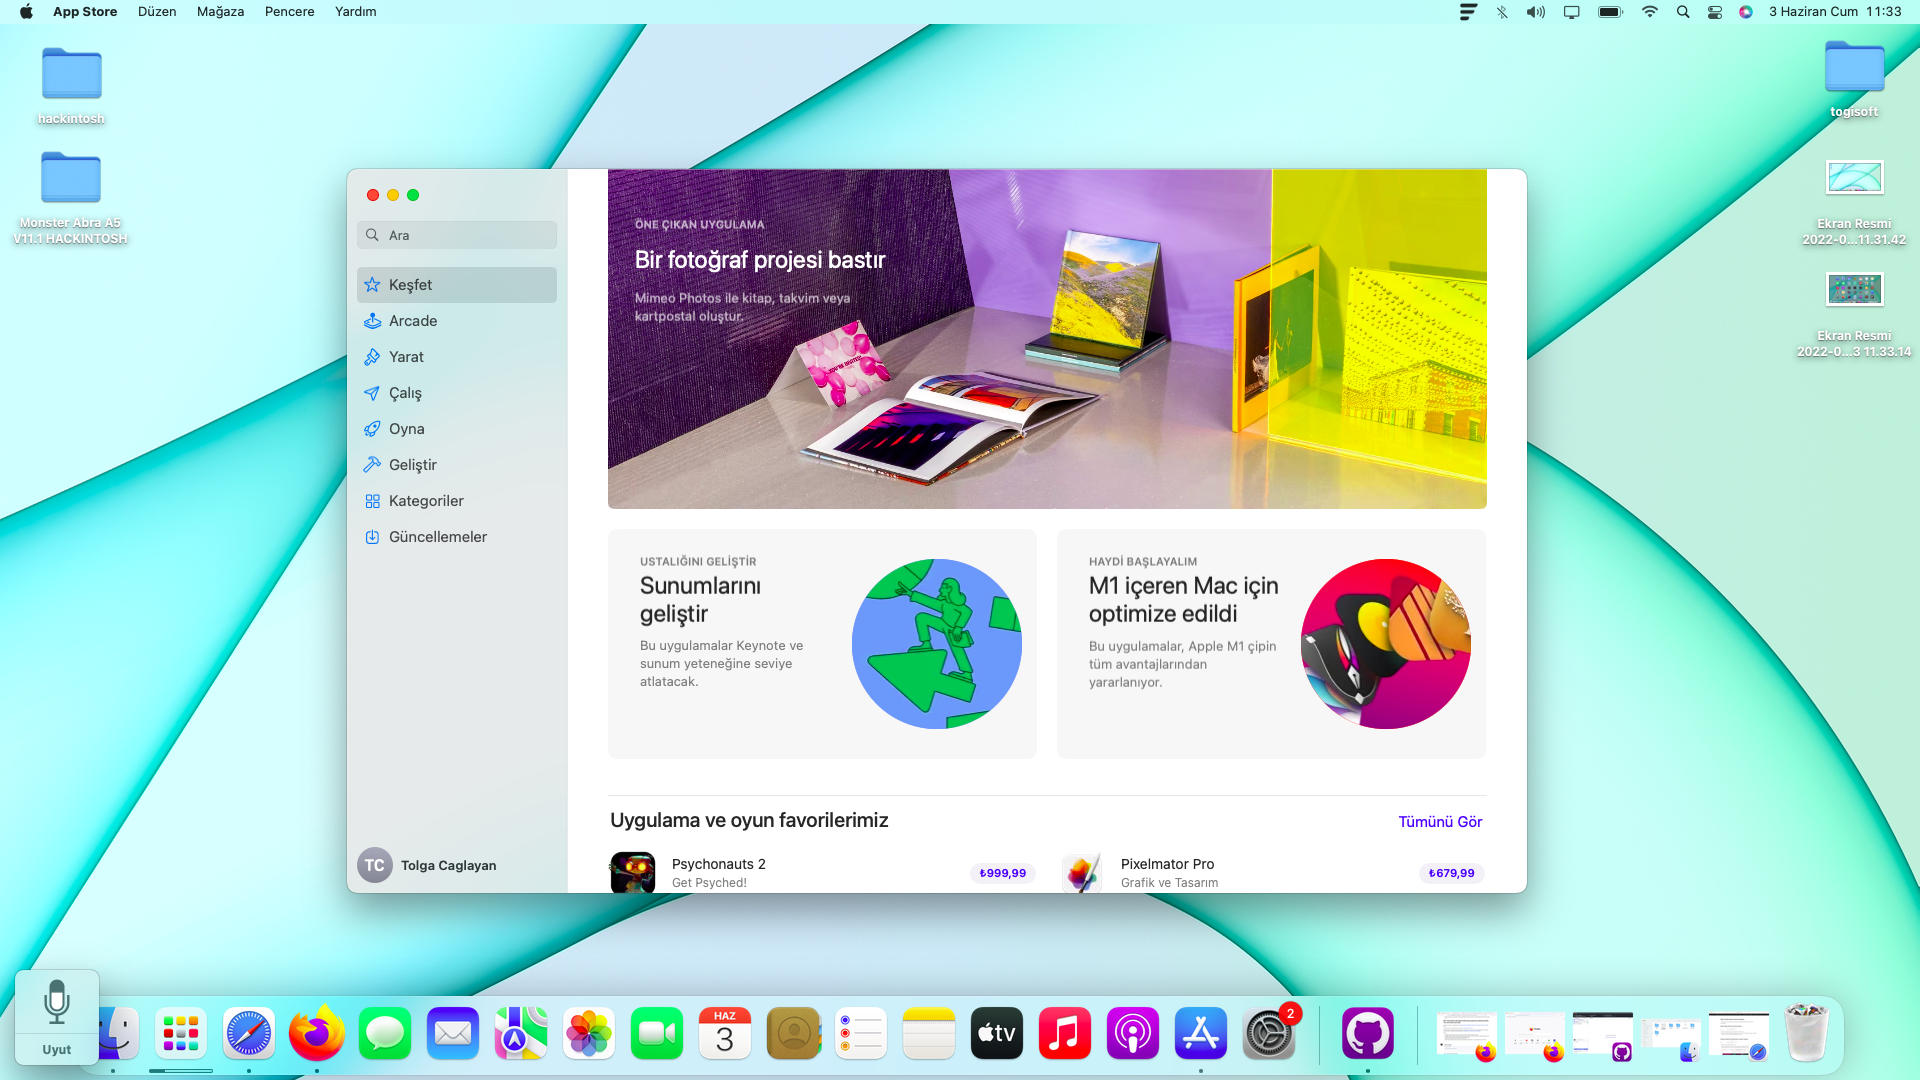 App Store Düzen Mağaza Pencere Yardım
3 Haziran Cum 11:33
hackintosh
Monster Abra A5
V11.1 HACKINTOSH
togisoft
Ekran Resmi
2022-0...11.31.42
Ekran Resmi
2022-0...3 11.33.14
Ara
Keşfet
Arcade
Yarat
Çalış
Oyna
Geliştir
Kategoriler
Güncellemeler
TC Tolga Caglayan
ÖNE ÇIKAN UYGULAMA
Bir fotoğraf projesi bastır
Mimeo Photos ile kitap, takvim veya
kartpostal oluştur.
USTALIĞINI GELİŞTİR
Sunumlarını
geliştir
Bu uygulamalar Keynote ve
sunum yeteneğine seviye
atlatacak.
HAYDİ BAŞLAYALIM
M1 içeren Mac için
optimize edildi
Bu uygulamalar, Apple M1 çipin
tüm avantajlarından
yararlanıyor.
Uygulama ve oyun favorilerimiz
Tümünü Gör
Psychonauts 2
Get Psyched!
₺999,99
Pixelmator Pro
Grafik ve Tasarım
₺679,99
Uyut
HAZ
3
tv
2